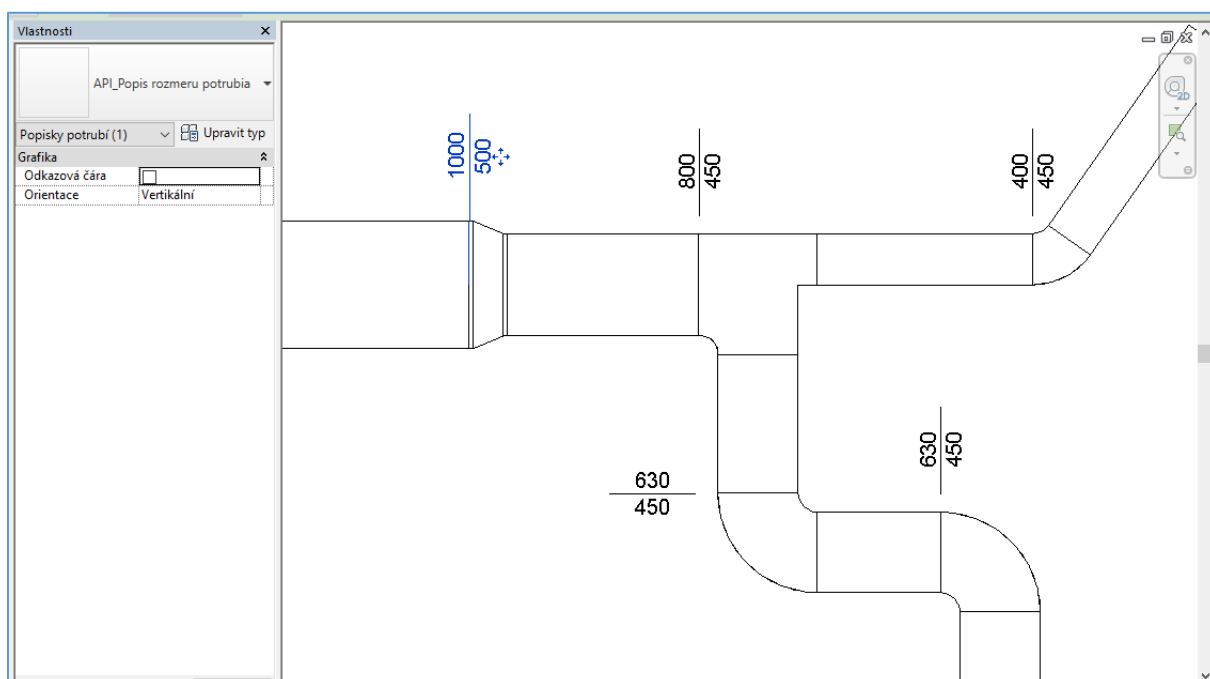 Vlastnosti
API_Popis rozmeru potrubia
Popisky potrubí (1)
Upravit typ
Grafika
Odkazová čára
Orientace
Vertikální
1000
500
800
450
400
450
2D
630
450
630
450